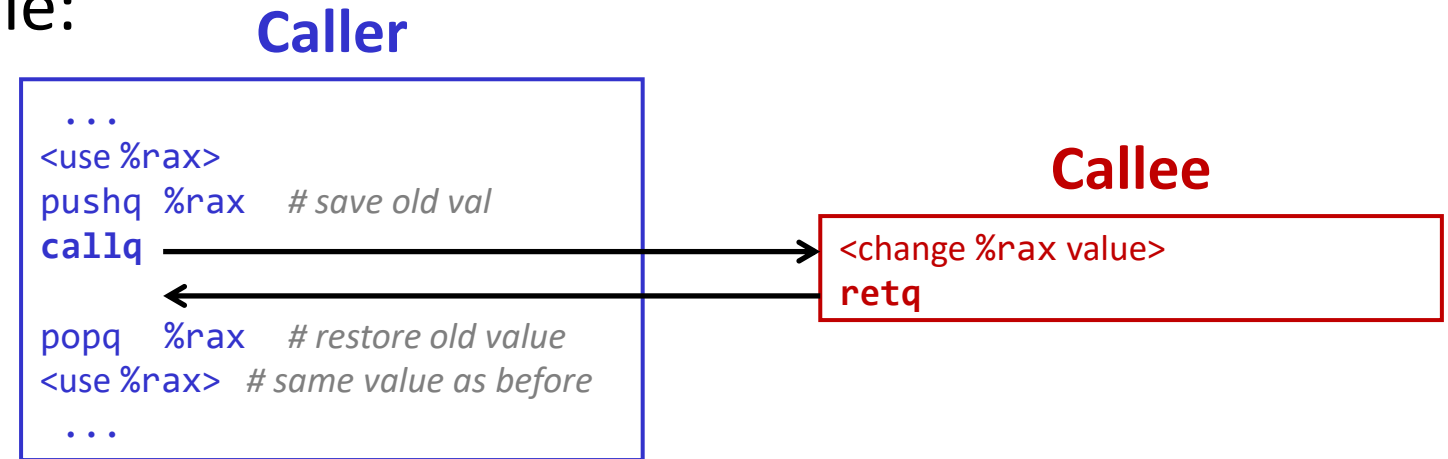 le:
Caller
...
<use %rax>
pushq %rax # save old val
callq
popq %rax # restore old value
<use %rax> # same value as before
...
Callee
<change %rax value>
retq